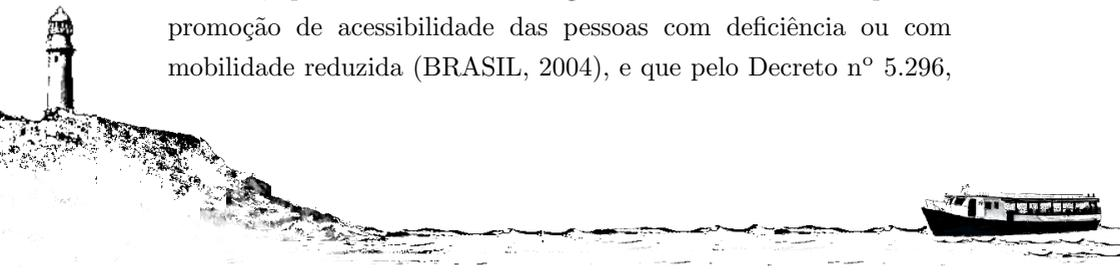 promoção de acessibilidade das pessoas com deficiência ou com
mobilidade reduzida (BRASIL, 2004), e que pelo Decreto nº 5.296,